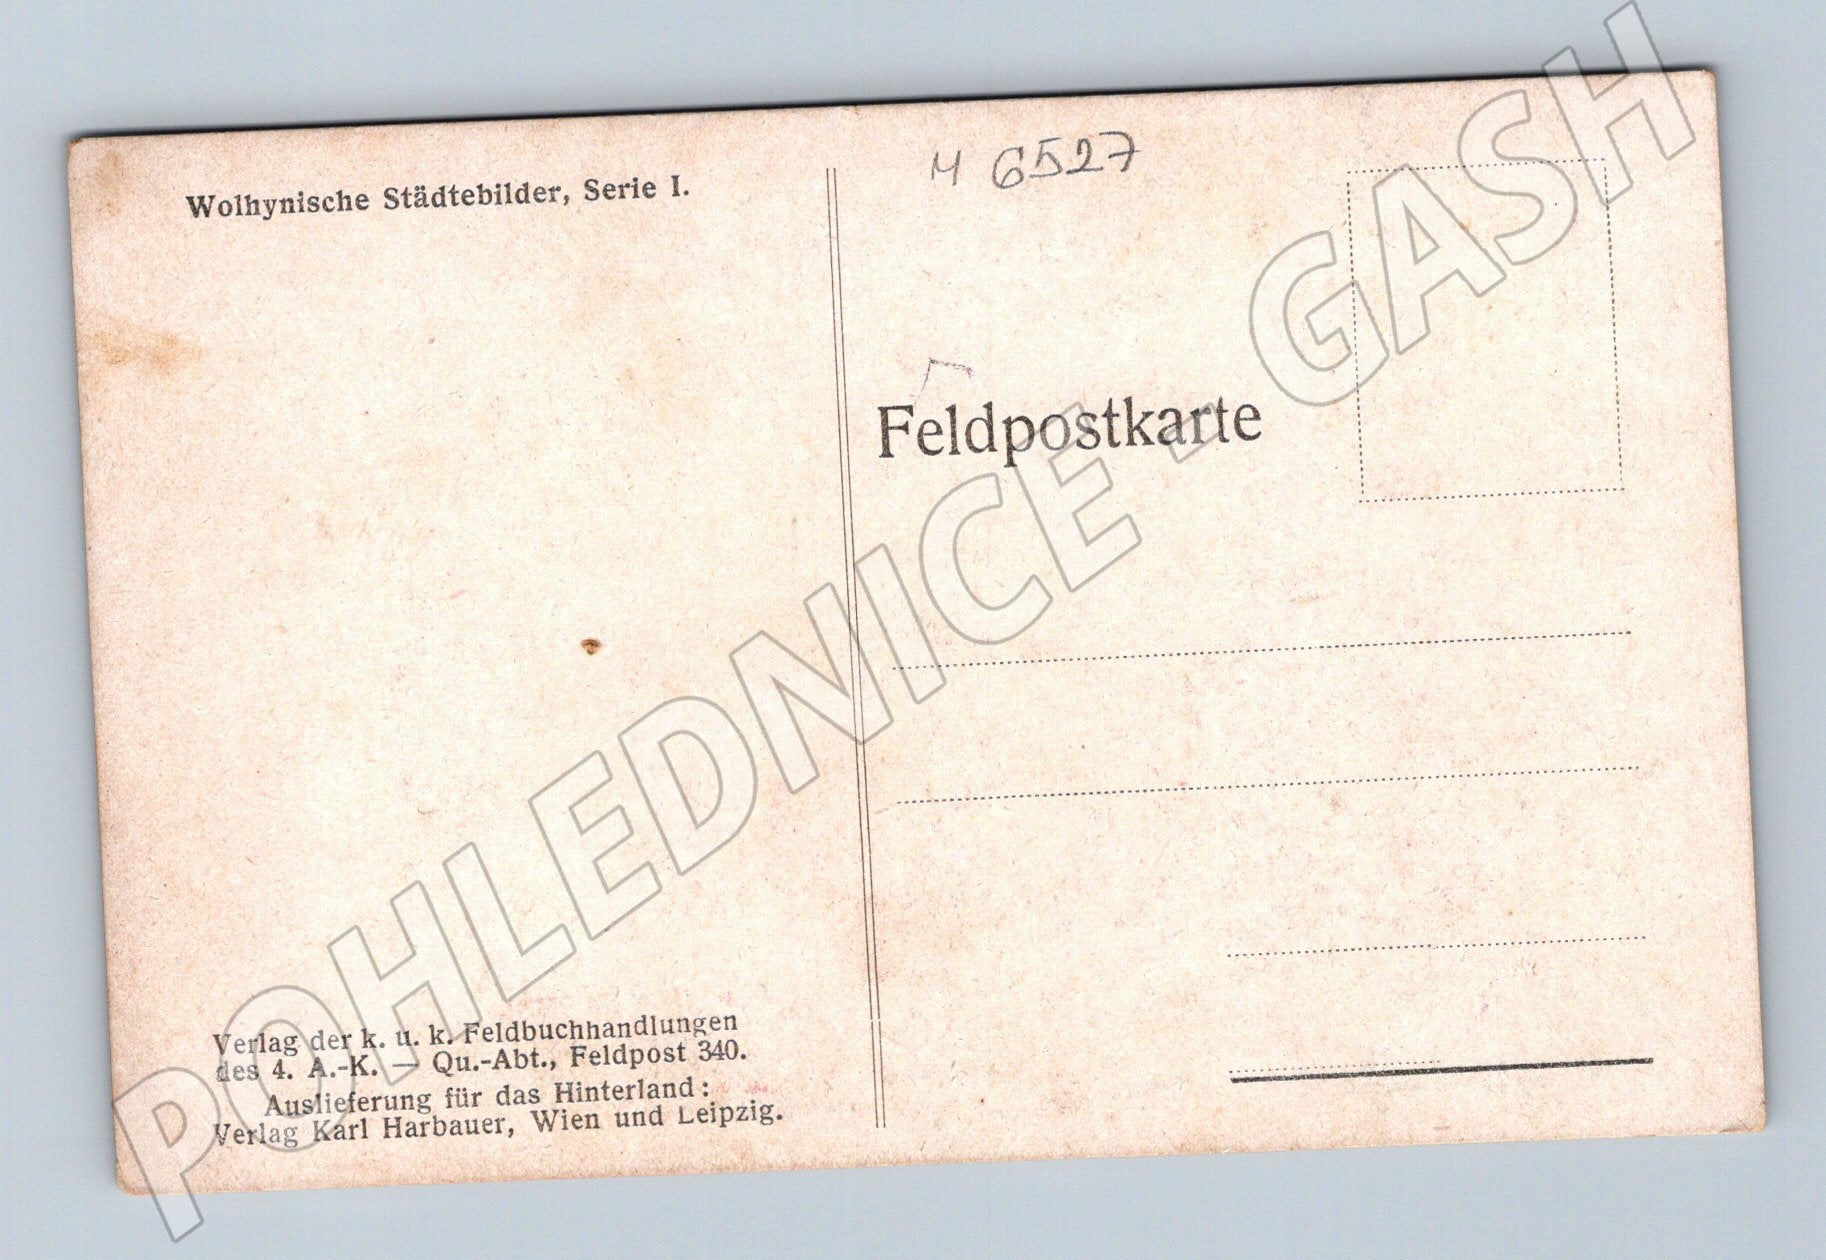 M 6527
Wolhynische Städtebilder, Serie I.
Feldpostkarte
Verlag der k. u. k. Feldbuchhandlungen
des 4. A.-K. — Qu.-Abt., Feldpost 340.
Auslieferung für das Hinterland:
Verlag Karl Harbauer, Wien und Leipzig.
POHLEDNICE - GASH